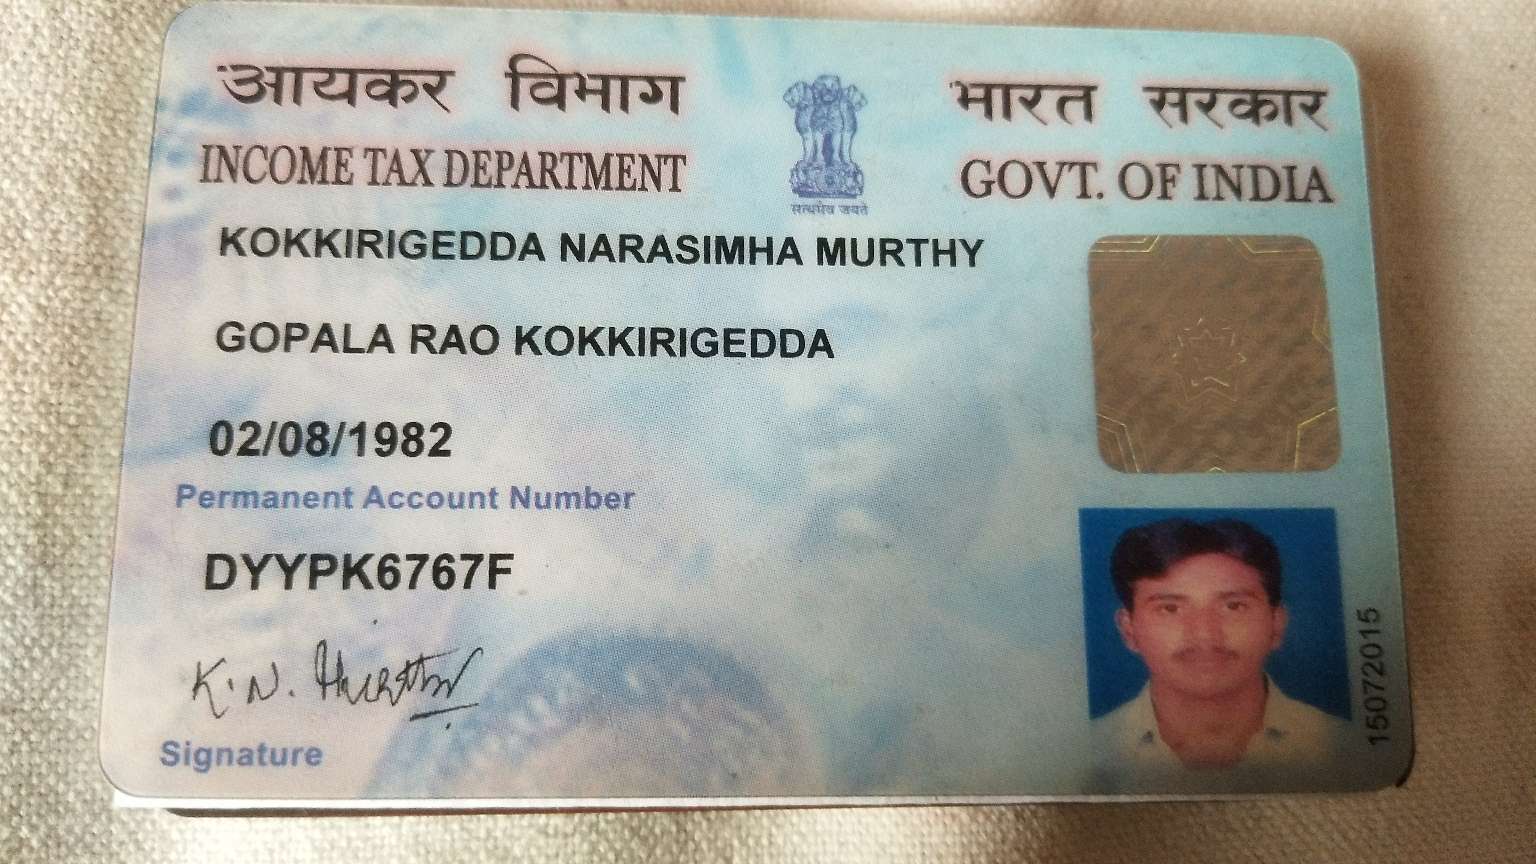 आयकर विभाग
INCOME TAX DEPARTMENT
सत्यमेव जयते
भारत सरकार
GOVT. OF INDIA
KOKKIRIGEDDA NARASIMHA MURTHY
GOPALA RAO KOKKIRIGEDDA
02/08/1982
Permanent Account Number
DYYPK6767F
K. N. Murthy
Signature
15072015